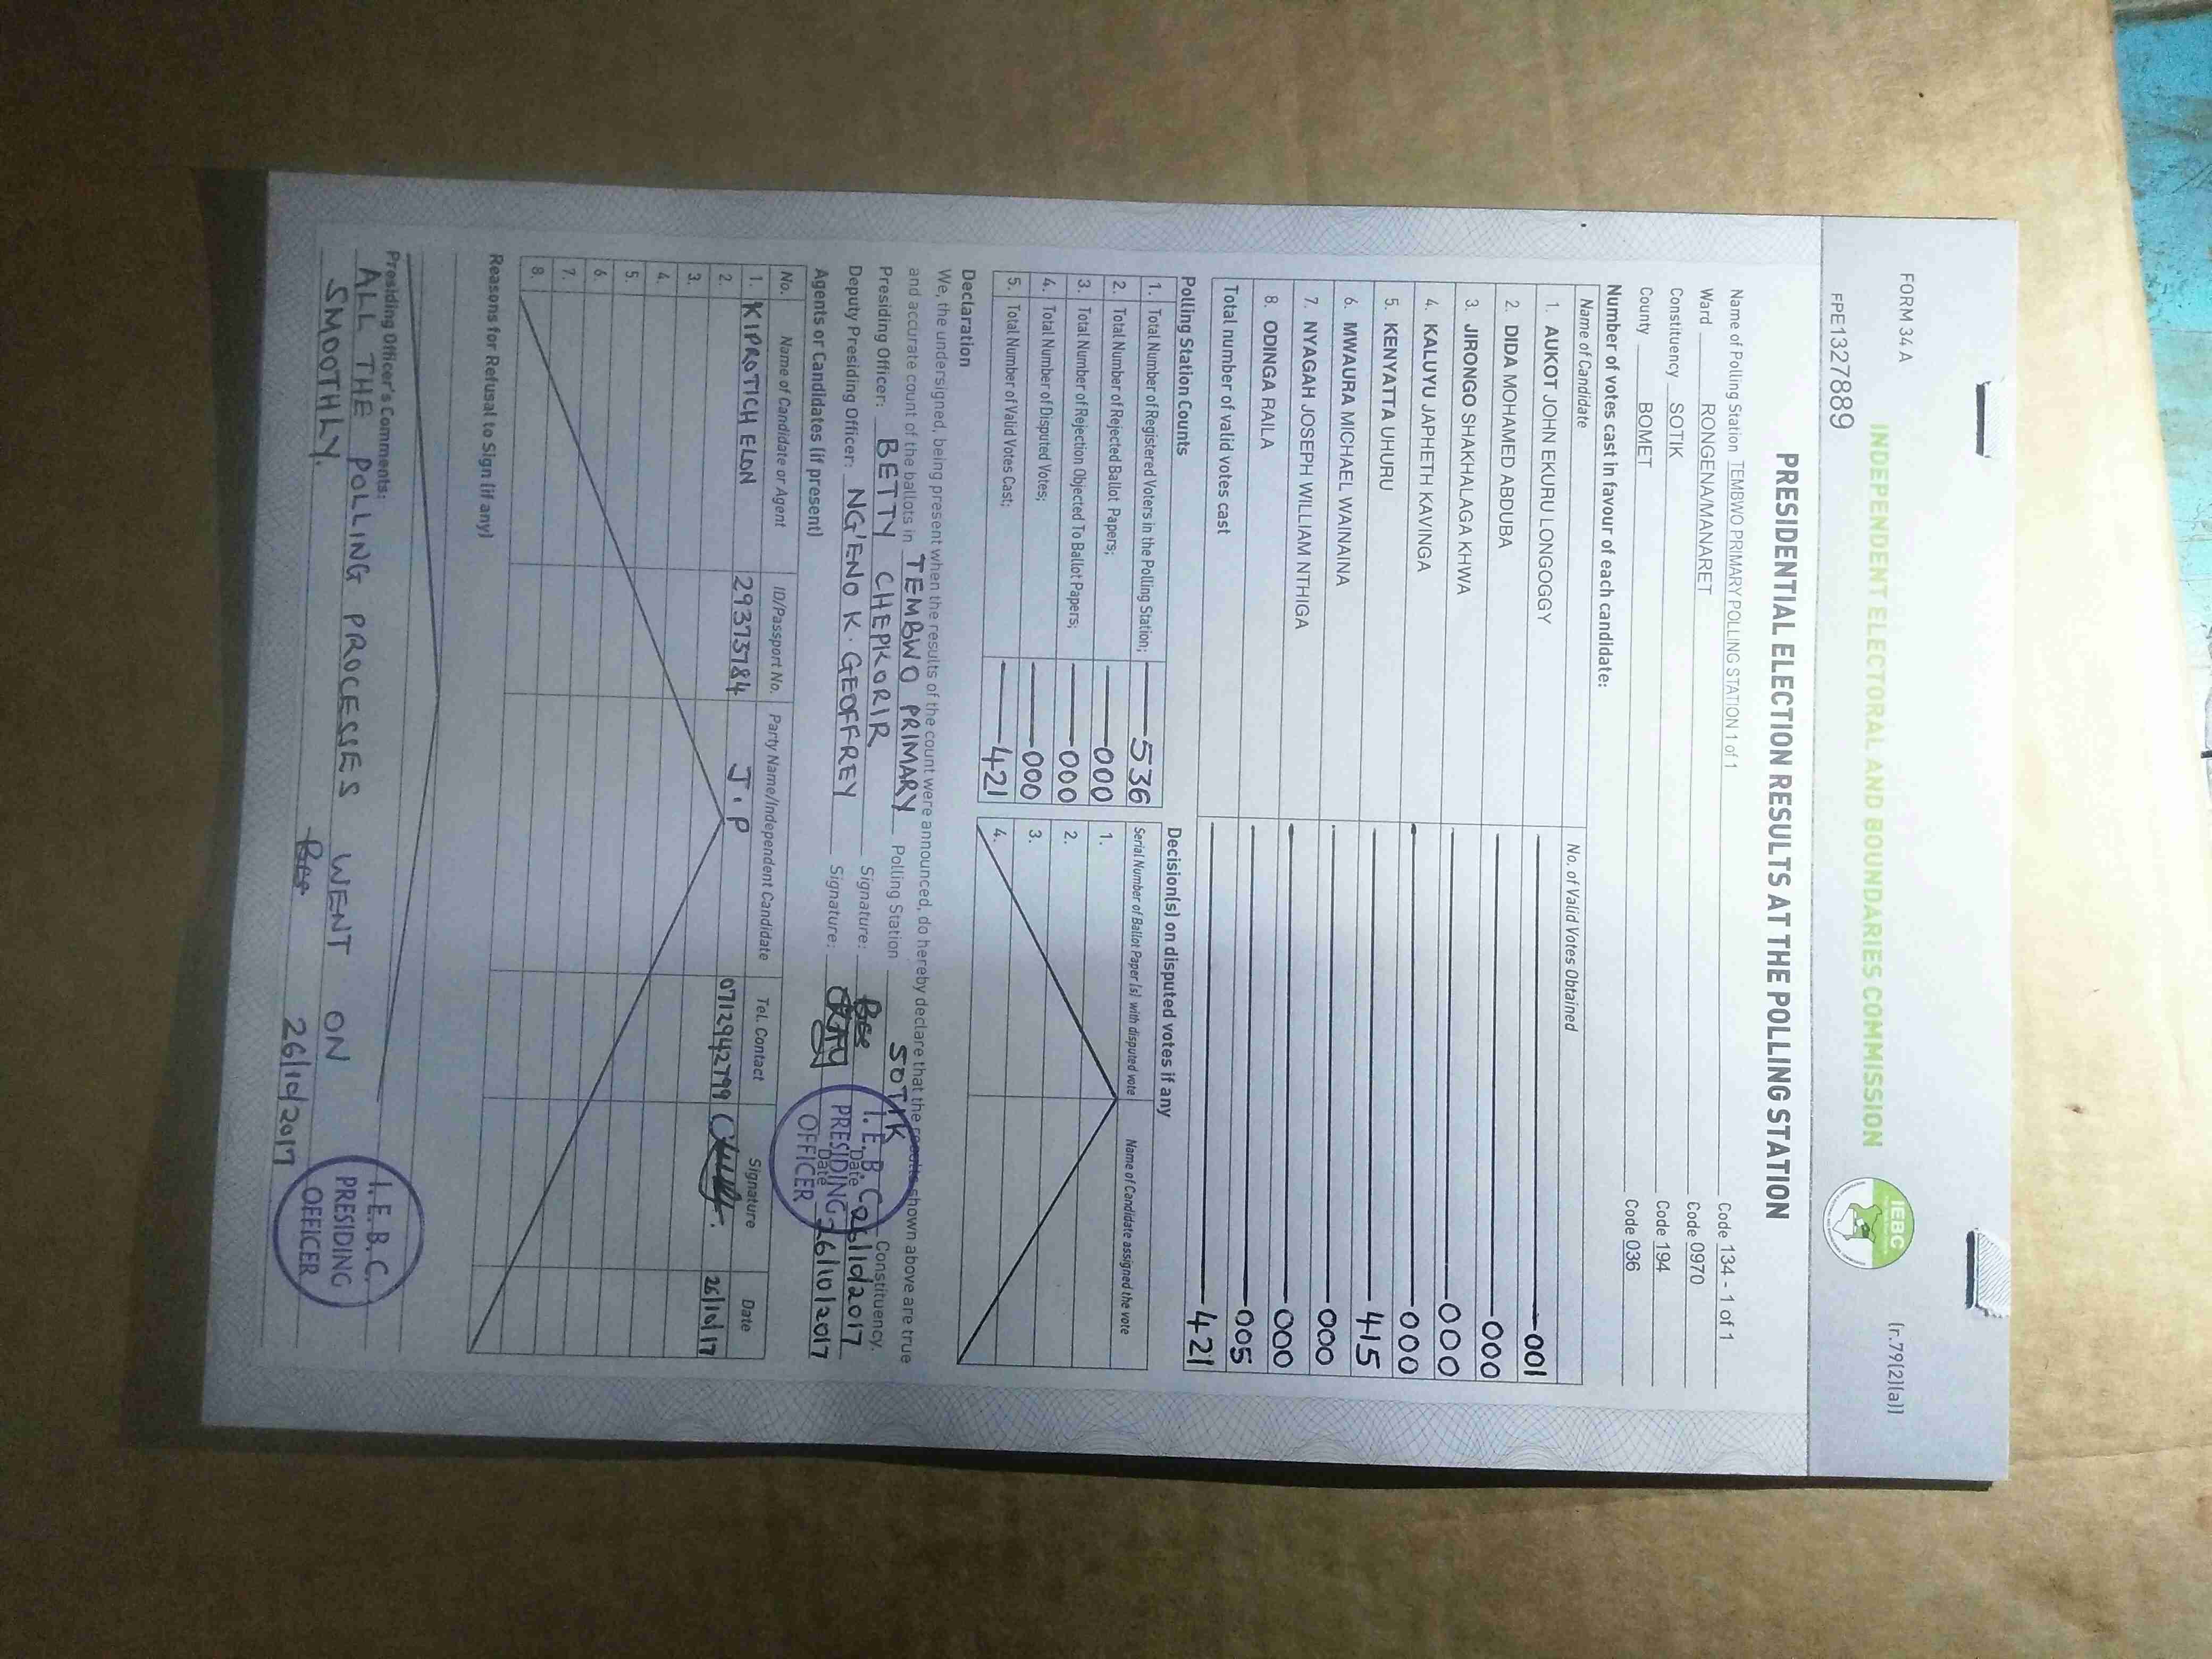 FORM 34 A
(r.79(2)(a))
INDEPENDENT ELECTORAL AND BOUNDARIES COMMISSION
IEBC
FPE1327889
PRESIDENTIAL ELECTION RESULTS AT THE POLLING STATION
Name of Polling Station TEMBWO PRIMARY POLLING STATION 1 of 1 Code 134 - 1 of 1
Ward RONGENA/MANARET Code 0970
Constituency SOTIK Code 194
County BOMET Code 036
Number of votes cast in favour of each candidate:
Name of Candidate No. of Valid Votes Obtained
1. AUKOT JOHN EKURU LONGOGGY 001
2. DIDA MOHAMED ABDUBA 000
3. JIRONGO SHAKHALAGA KHWA 000
4. KALUYU JAPHETH KAVINGA 000
5. KENYATTA UHURU 415
6. MWAURA MICHAEL WAINAINA 000
7. NYAGAH JOSEPH WILLIAM NTHIGA 000
8. ODINGA RAILA 005
Total number of valid votes cast 421
Polling Station Counts
1. Total Number of Registered Voters in the Polling Station; 536
2. Total Number of Rejected Ballot Papers; 000
3. Total Number of Rejection Objected To Ballot Papers; 000
4. Total Number of Disputed Votes; 000
5. Total Number of Valid Votes Cast; 421
Decision(s) on disputed votes if any
Serial Number of Ballot Paper (s) with disputed vote Name of Candidate assigned the vote
1.
2.
3.
4.
Declaration
We, the undersigned, being present when the results of the count were announced, do hereby declare that the results shown above are true
and accurate count of the ballots in TEMBWO PRIMARY Polling Station SOTIK Constituency.
Presiding Officer: BETTY CHEPKORIR Signature: Date 26/10/2017
Deputy Presiding Officer: NG'ENO K. GEOFFREY Signature: Date 26/10/2017
I.E.B.C.
PRESIDING
OFFICER
Agents or Candidates (if present)
No. Name of Candidate or Agent ID/Passport No. Party Name/Independent Candidate Tel. Contact Signature Date
1. KIPROTICH ELON 29373784 J.P 0712942799 26/10/17
2.
3.
4.
5.
6.
7.
8.
Reasons for Refusal to Sign (if any)
Presiding Officer's Comments:
ALL THE POLLING PROCESSES WENT ON
SMOOTHLY.
26/10/2017
I.E.B.C.
PRESIDING
OFFICER